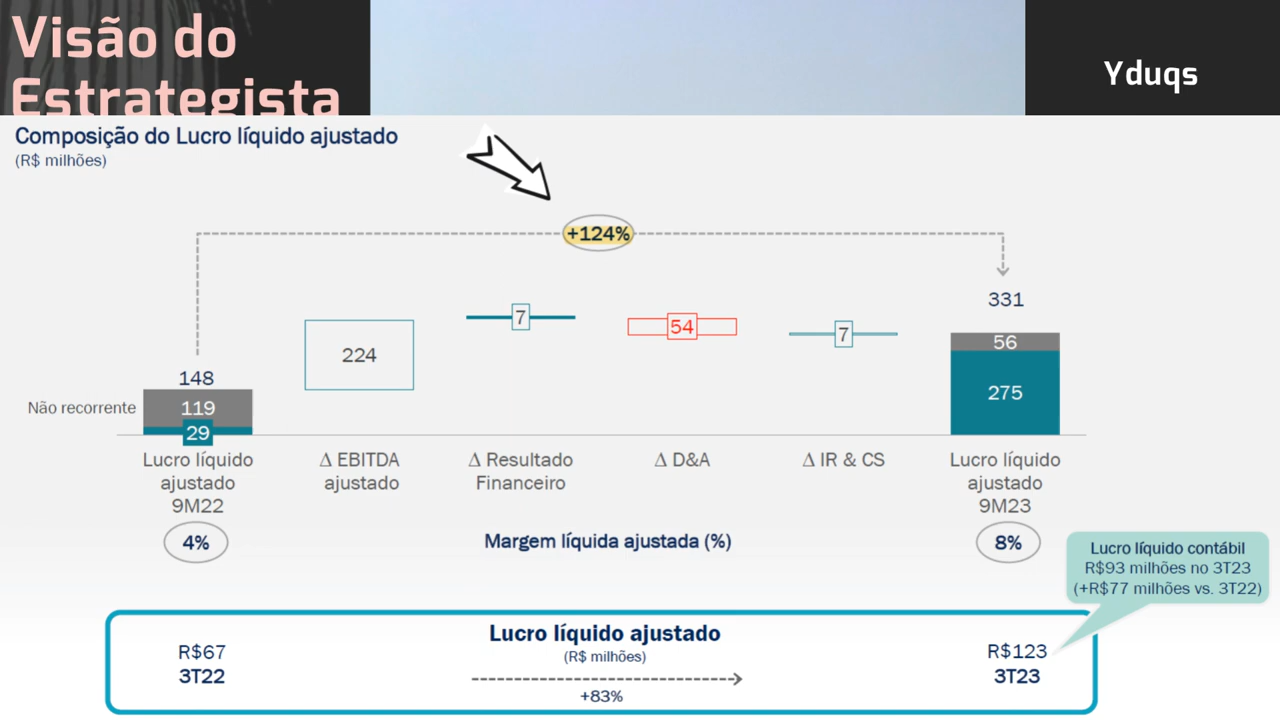 Visão do
Estrategista
Yduqs
Composição do Lucro líquido ajustado
(R$ milhões)
+124%
331
56
275
7
54
7
224
148
Não recorrente
119
29
Lucro líquido
ajustado
9M22
Δ EBITDA
ajustado
Δ Resultado
Financeiro
Δ D&A
Δ IR & CS
Lucro líquido
ajustado
9M23
4%
Margem líquida ajustada (%)
8%
Lucro líquido contábil
R$93 milhões no 3T23
(+R$77 milhões vs. 3T22)
R$67
3T22
Lucro líquido ajustado
(R$ milhões)
+83%
R$123
3T23